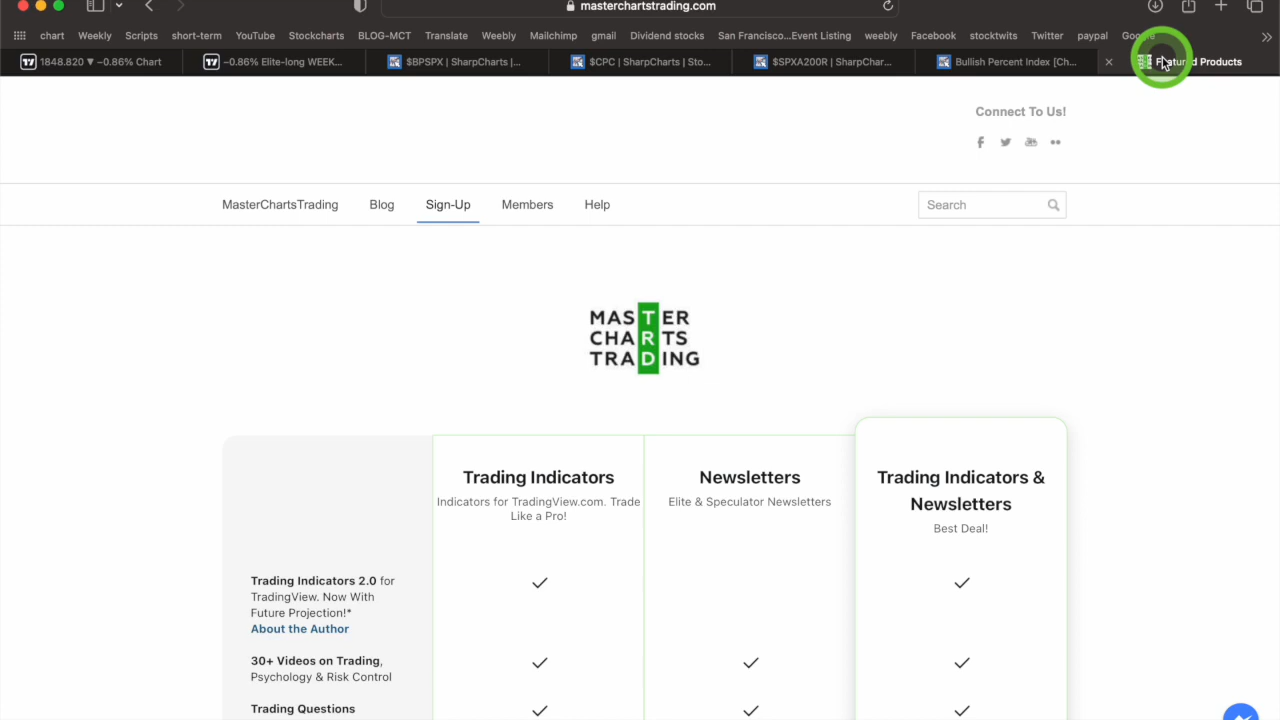 masterchartstrading.com
chart Weekly Scripts short-term YouTube Stockcharts BLOG-MCT Translate Weebly Mailchimp gmail Dividend stocks San Francisco...Event Listing weebly Facebook stocktwits Twitter paypal
1848.820 ▼ −0.86% Chart −0.86% Elite-long WEEK... $BPSPX | SharpCharts |... $CPC | SharpCharts | Sto... $SPXA200R | SharpChar... Bullish Percent Index [Ch... Featured Products
Connect To Us!
MasterChartsTrading Blog Sign-Up Members Help Search
MASTER
CHARTS
TRADING
Trading Indicators Newsletters Trading Indicators &
Newsletters
Indicators for TradingView.com. Trade Elite & Speculator Newsletters
Like a Pro!
Best Deal!
Trading Indicators 2.0 for
TradingView. Now With
Future Projection!*
About the Author
30+ Videos on Trading,
Psychology & Risk Control
Trading Questions